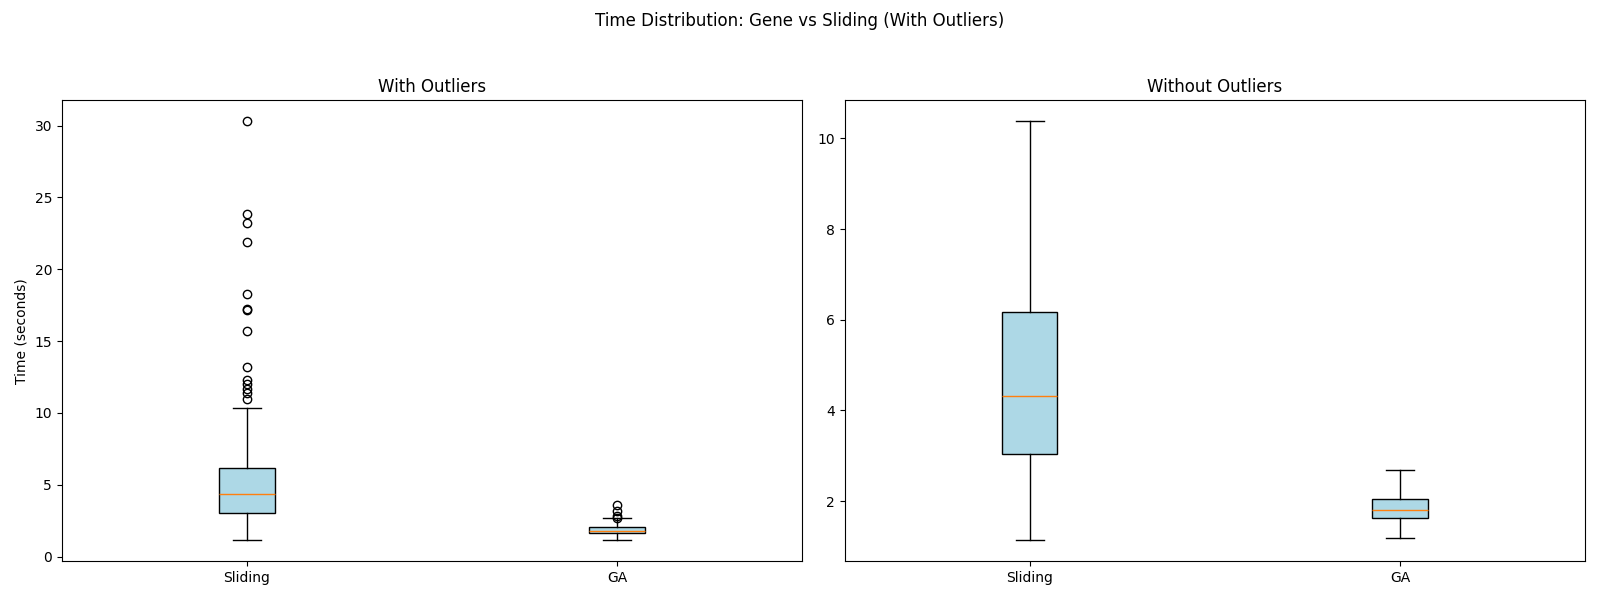 Time Distribution: Gene vs Sliding (With Outliers)
With Outliers
Time (seconds)
30
25
20
15
10
5
0
Sliding
GA
Without Outliers
10
8
6
4
2
Sliding
GA